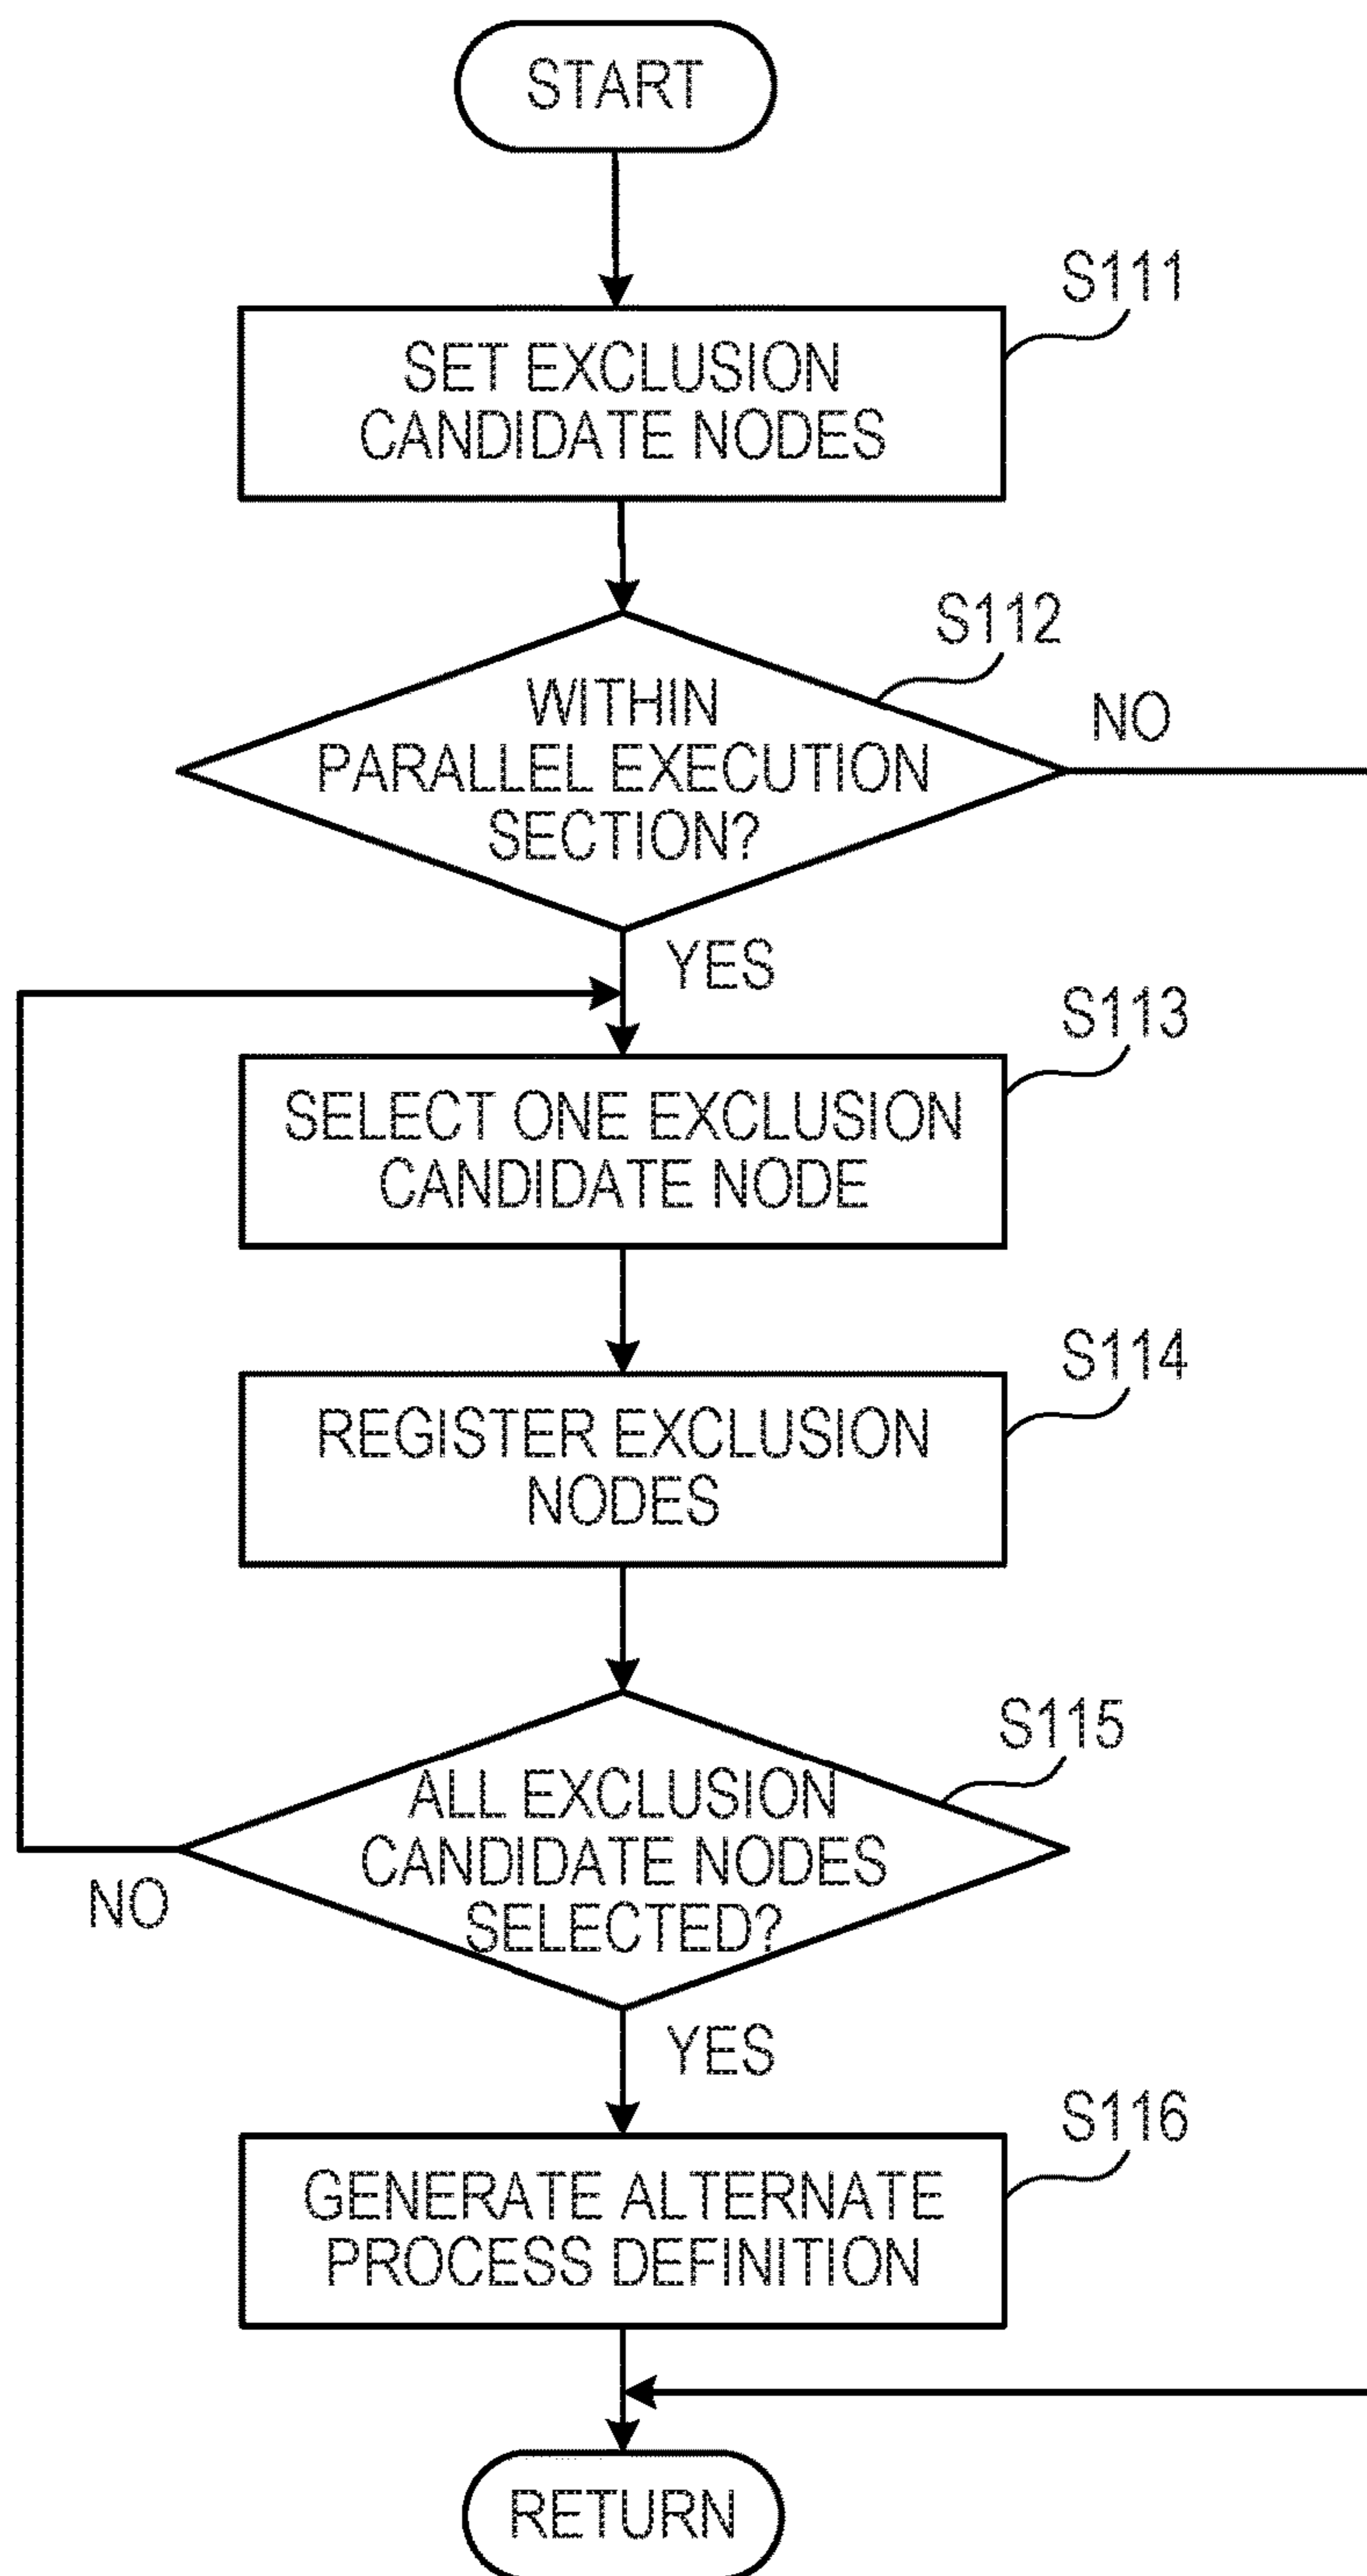 START
S111
SET EXCLUSION
CANDIDATE NODES
S112
WITHIN
PARALLEL EXECUTION
SECTION?
NO
YES
S113
SELECT ONE EXCLUSION
CANDIDATE NODE
S114
REGISTER EXCLUSION
NODES
S115
ALL EXCLUSION
CANDIDATE NODES
SELECTED?
NO
YES
S116
GENERATE ALTERNATE
PROCESS DEFINITION
RETURN